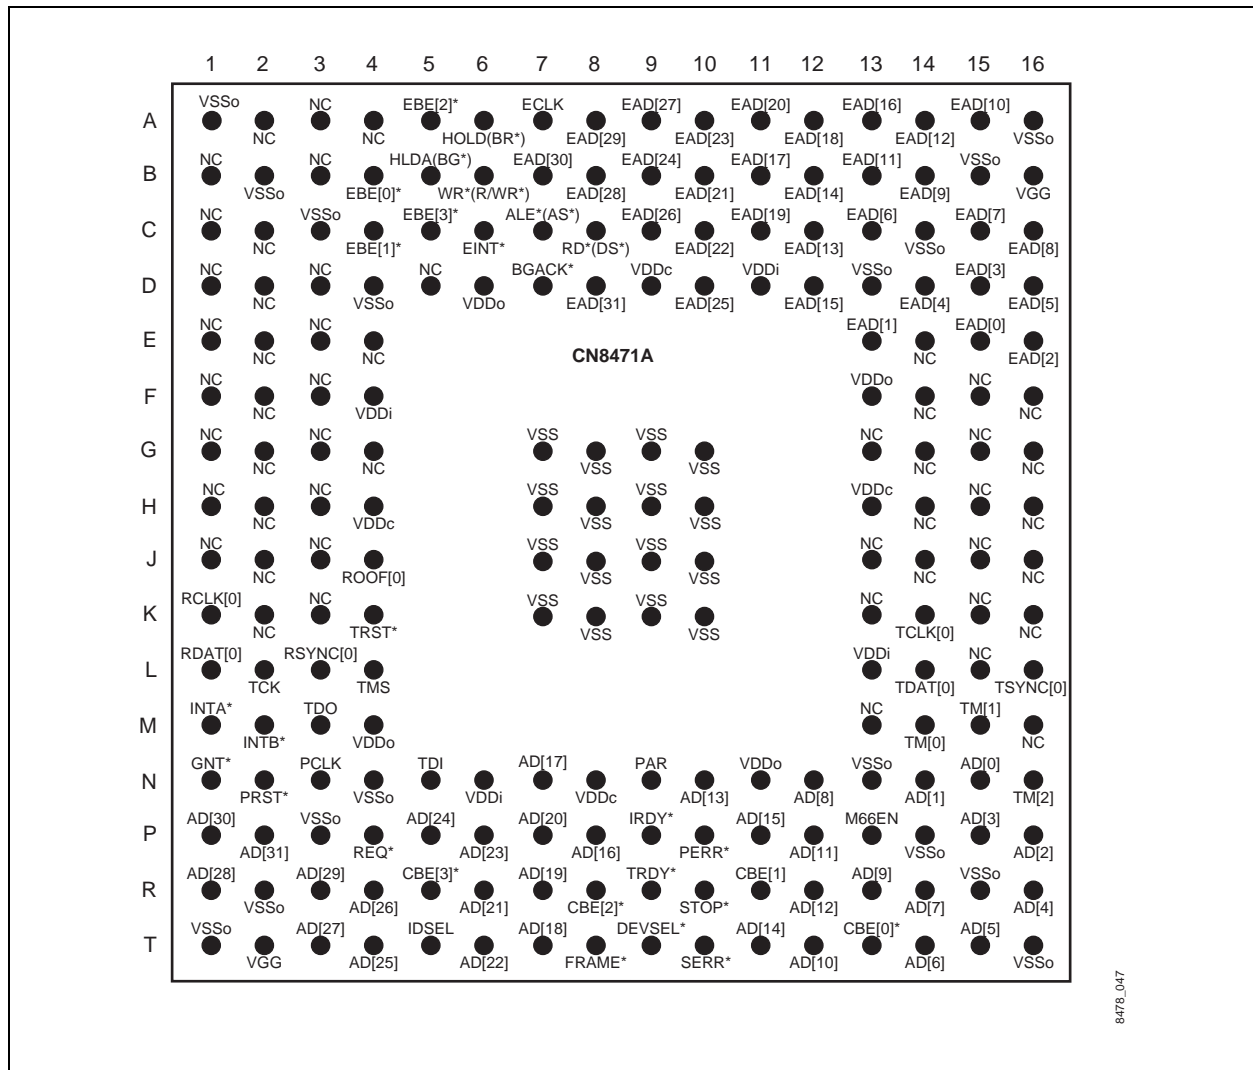 1 2 3 4 5 6 7 8 9 10 11 12 13 14 15 16
VSSo NC EBE[2]* ECLK EAD[27] EAD[20] EAD[16] EAD[10]
A
NC NC HOLD(BR*) EAD[29] EAD[23] EAD[18] EAD[12] VSSo
NC NC HLDA(BG*) EAD[30] EAD[24] EAD[17] EAD[11] VSSo
B
VSSo EBE[0]* WR*(R/WR*) EAD[28] EAD[21] EAD[14] EAD[9] VGG
NC VSSo EBE[3]* ALE*(AS*) EAD[26] EAD[19] EAD[6] EAD[7]
C
NC EBE[1]* EINT* RD*(DS*) EAD[22] EAD[13] VSSo EAD[8]
NC NC NC BGACK* VDDc VDDi VSSo EAD[3]
D
NC VSSo VDDo EAD[31] EAD[25] EAD[15] EAD[4] EAD[5]
NC NC EAD[1] EAD[0]
E
CN8471A
NC NC NC EAD[2]
NC NC VDDo NC
F
NC VDDi NC NC
NC NC VSS VSS NC NC
G
NC NC VSS VSS NC NC
NC NC VSS VSS VDDc NC
H
NC VDDc VSS VSS NC NC
NC NC VSS VSS NC NC
J
NC ROOF[0] VSS VSS NC NC
RCLK[0] NC VSS VSS NC NC
K
NC TRST* VSS VSS TCLK[0] NC
RDAT[0] RSYNC[0] VDDi NC
L
TCK TMS TDAT[0] TSYNC[0]
INTA* TDO NC TM[1]
M
INTB* VDDo TM[0] NC
GNT* PCLK TDI AD[17] PAR VDDo VSSo AD[0]
N
PRST* VSSo VDDi VDDc AD[13] AD[8] AD[1] TM[2]
AD[30] VSSo AD[24] AD[20] IRDY* AD[15] M66EN AD[3]
P
AD[31] REQ* AD[23] AD[16] PERR* AD[11] VSSo AD[2]
AD[28] AD[29] CBE[3]* AD[19] TRDY* CBE[1] AD[9] VSSo
R
VSSo AD[26] AD[21] CBE[2]* STOP* AD[12] AD[7] AD[4]
VSSo AD[27] IDSEL AD[18] DEVSEL* AD[14] CBE[0]* AD[5]
T
VGG AD[25] AD[22] FRAME* SERR* AD[10] AD[6] VSSo
8478_047